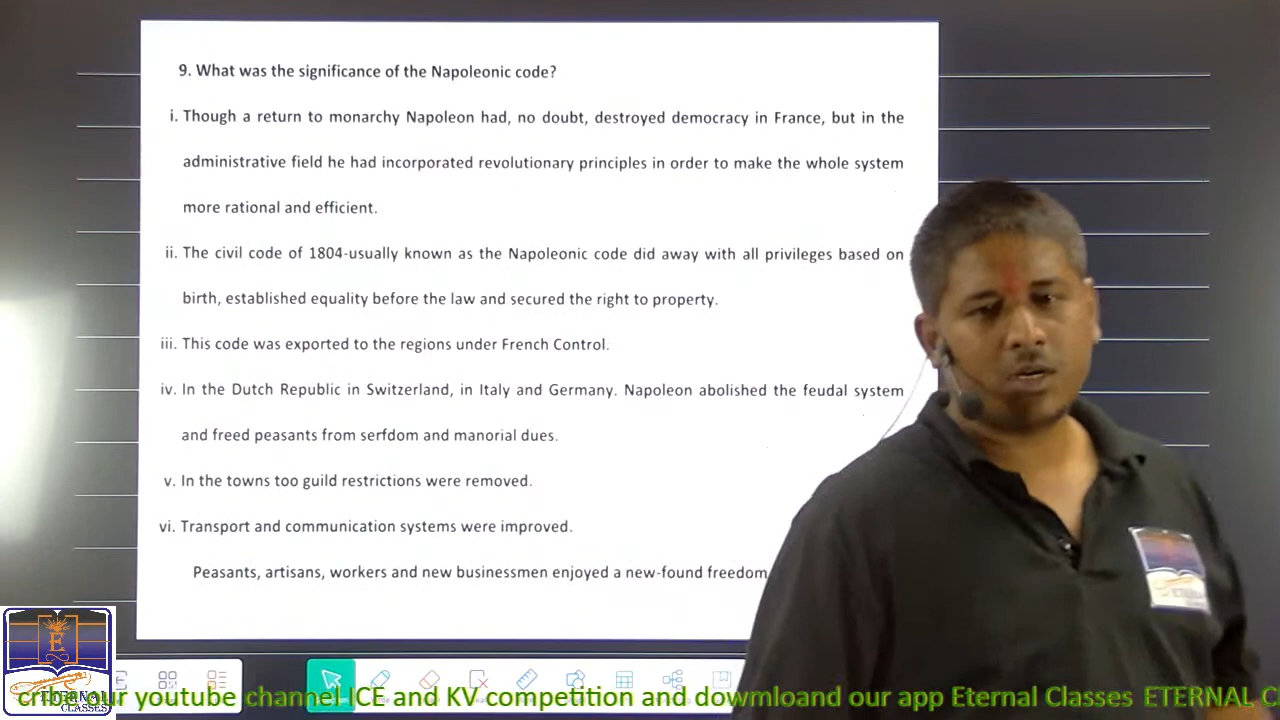 9. What was the significance of the Napoleonic code?
i. Though a return to monarchy Napoleon had, no doubt, destroyed democracy in France, but in the
administrative field he had incorporated revolutionary principles in order to make the whole system
more rational and efficient.
ii. The civil code of 1804-usually known as the Napoleonic code did away with all privileges based on
birth, established equality before the law and secured the right to property.
iii. This code was exported to the regions under French Control.
iv. In the Dutch Republic in Switzerland, in Italy and Germany. Napoleon abolished the feudal system
and freed peasants from serfdom and manorial dues.
v. In the towns too guild restrictions were removed.
vi. Transport and communication systems were improved.
Peasants, artisans, workers and new businessmen enjoyed a new-found freedom
E
ETERNAL
CLASSES
cribe our youtube channel ICE and KV competition and dowmloand our app Eternal Classes ETERNAL C